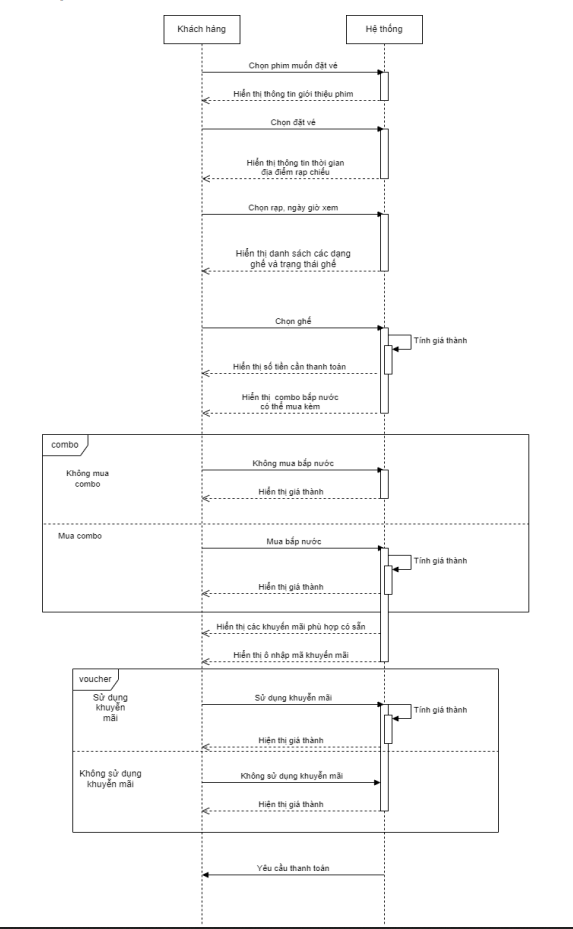 Khách hàng
Hệ thống
Chọn phim muốn đặt vé
Hiển thị thông tin giới thiệu phim
Chọn đặt vé
Hiển thị thông tin thời gian
địa điểm rạp chiếu
Chọn rạp, ngày giờ xem
Hiển thị danh sách các dạng
ghế và trạng thái ghế
Chọn ghế
Tính giá thành
Hiển thị số tiền cần thanh toán
Hiển thị combo bắp nước
có thể mua kèm
combo
Không mua
combo
Không mua bắp nước
Hiển thị giá thành
Mua combo
Mua bắp nước
Tính giá thành
Hiển thị giá thành
Hiển thị các khuyến mãi phù hợp có sẵn
Hiển thị ô nhập mã khuyến mãi
voucher
Sử dụng
khuyễn
mãi
Sử dụng khuyễn mãi
Tính giá thành
Hiện thị giá thành
Không sử dụng
khuyễn mãi
Không sử dụng khuyễn mãi
Hiện thị giá thành
Yêu cầu thanh toán